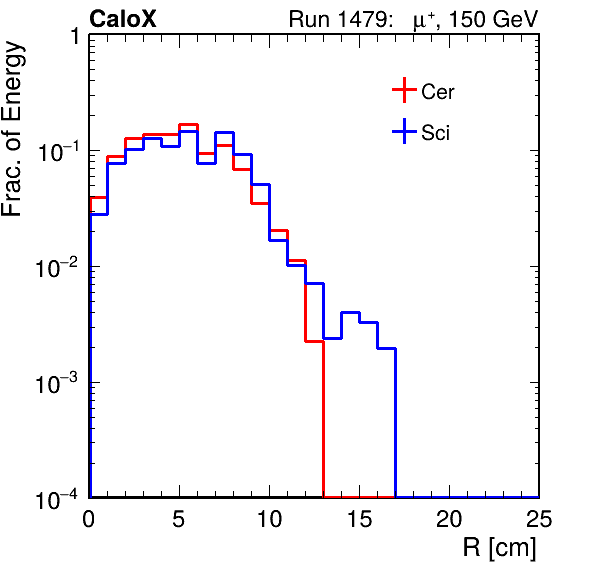 CaloX Run 1479: μ⁺, 150 GeV
Frac. of Energy
1
10⁻¹
10⁻²
10⁻³
10⁻⁴
Cer
Sci
0 5 10 15 20 25
R [cm]